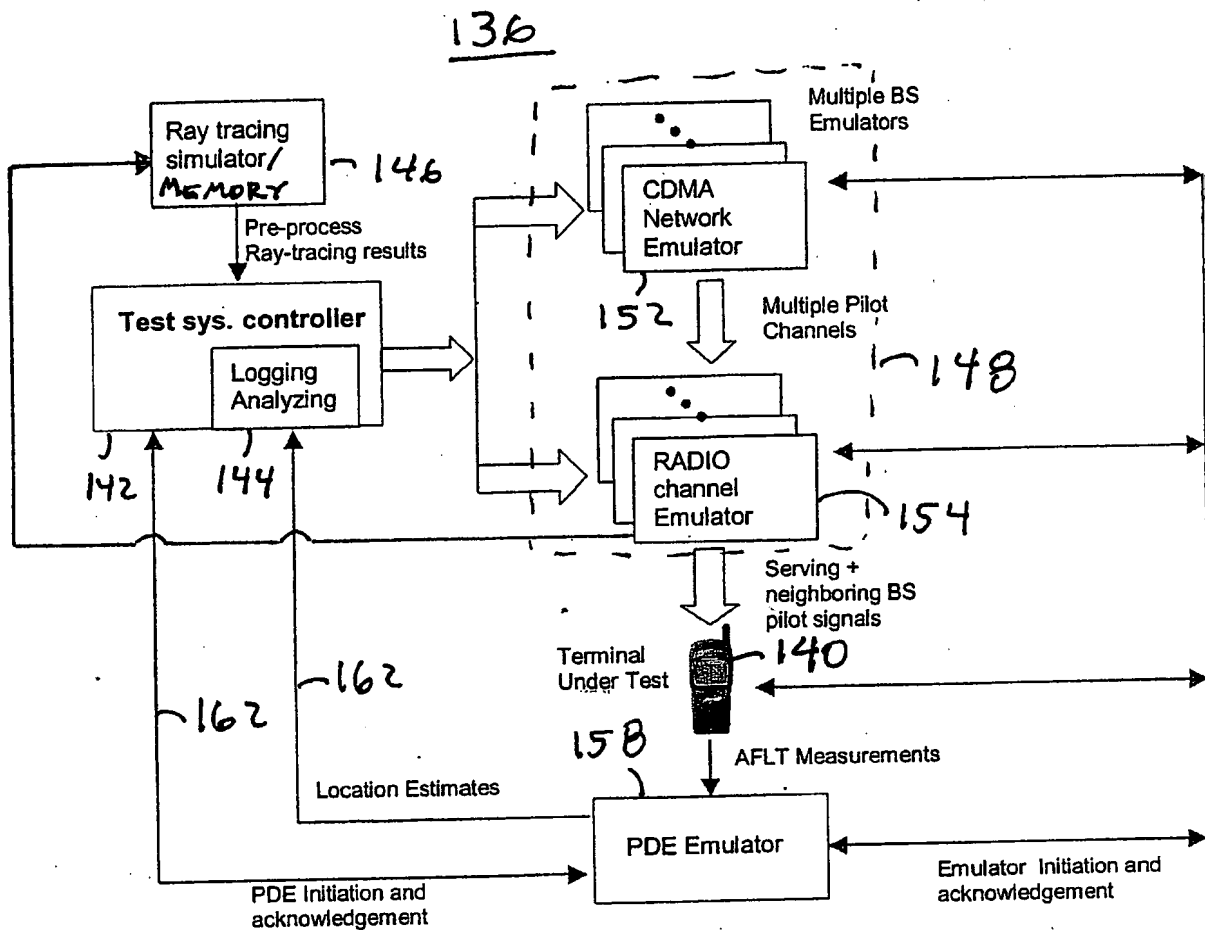 136
Multiple BS
Emulators
Ray tracing
simulator/
MEMORY
146
CDMA
Network
Emulator
Pre-process
Ray-tracing results
152
Multiple Pilot
Channels
Test sys. controller
Logging
Analyzing
148
142
144
RADIO
channel
Emulator
154
Serving +
neighboring BS
pilot signals
Terminal
Under Test
140
162
162
158
AFLT Measurements
Location Estimates
PDE Emulator
PDE Initiation and
acknowledgement
Emulator Initiation and
acknowledgement